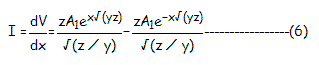 I = dV/dx = zA₁e^(x√(yz))/√(z / y) - zA₁e^(-x√(yz))/√(z / y) -----------------(6)